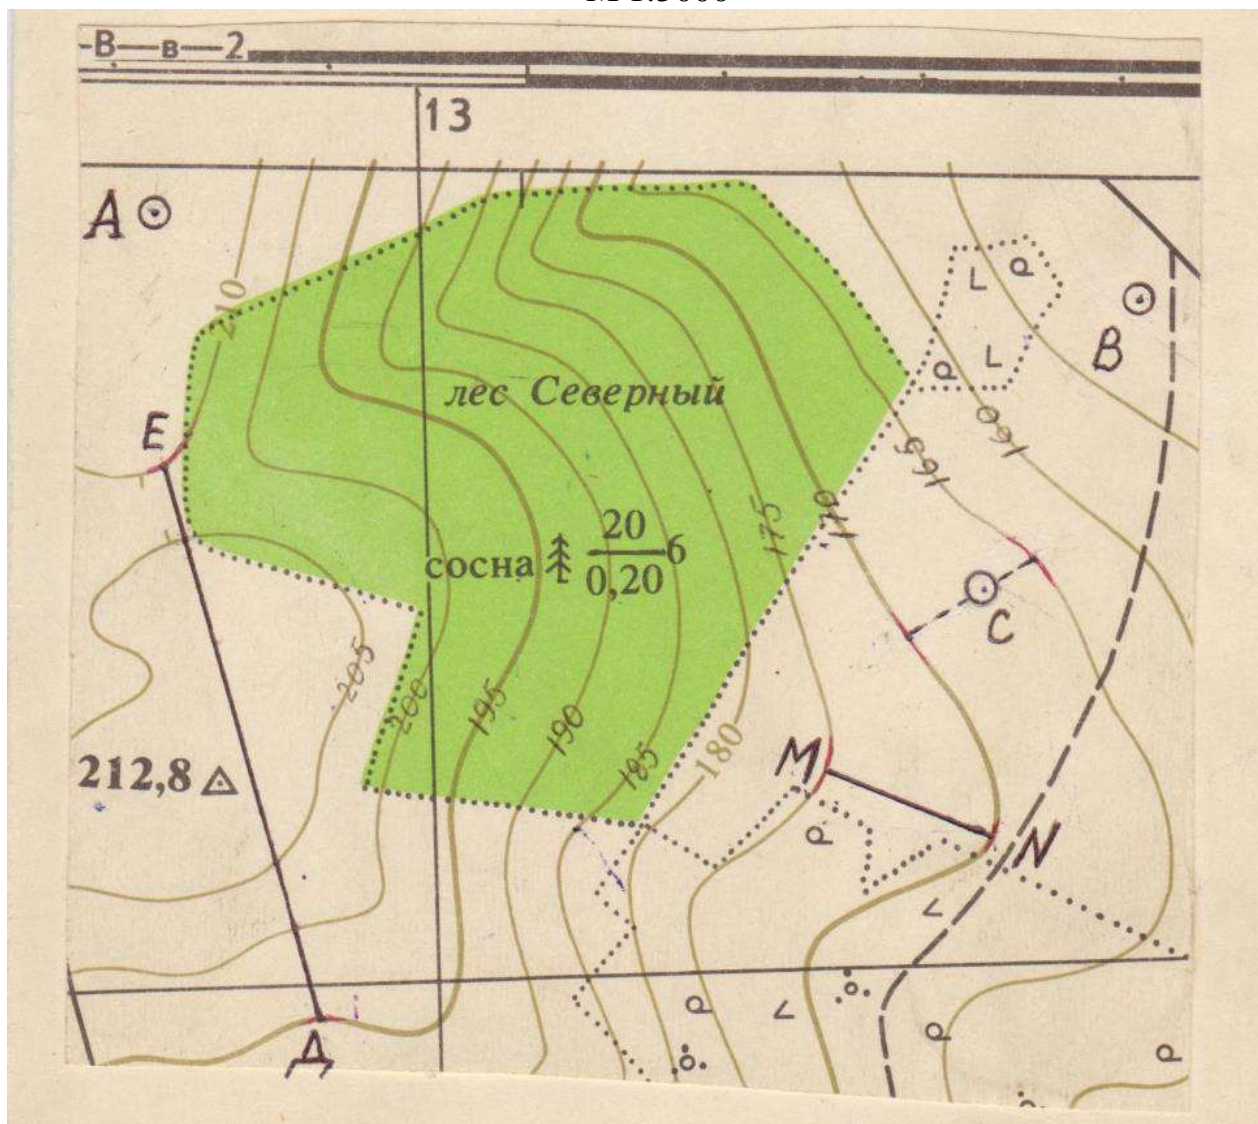 -В—в—2
13
А
210
Р
L
В
L
Р
лес Северный
Е
160
165
175
170
20
сосна 6
0,20
С
205
200
195
190
185
180
212,8
М
Р
N
L
Р
L
Р
Р
Д